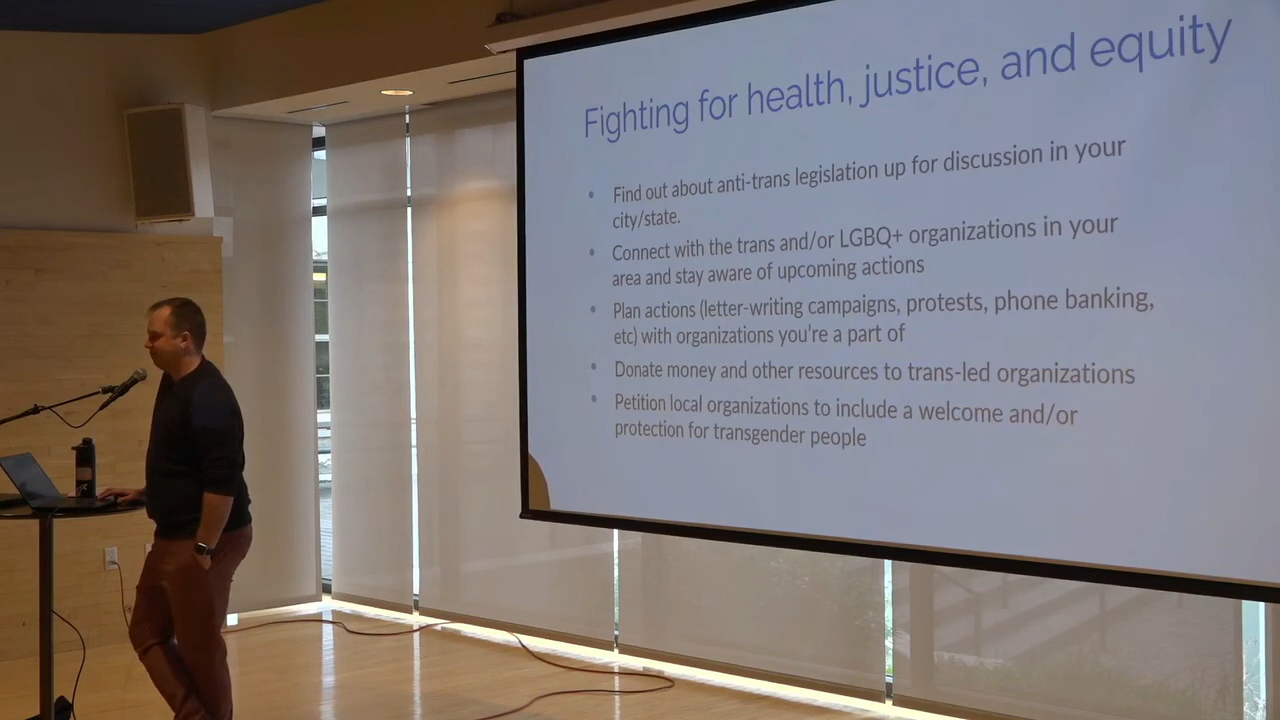 Fighting for health, justice, and equity
• Find out about anti-trans legislation up for discussion in your
city/state.
• Connect with the trans and/or LGBQ+ organizations in your
area and stay aware of upcoming actions
• Plan actions (letter-writing campaigns, protests, phone banking,
etc) with organizations you're a part of
• Donate money and other resources to trans-led organizations
• Petition local organizations to include a welcome and/or
protection for transgender people